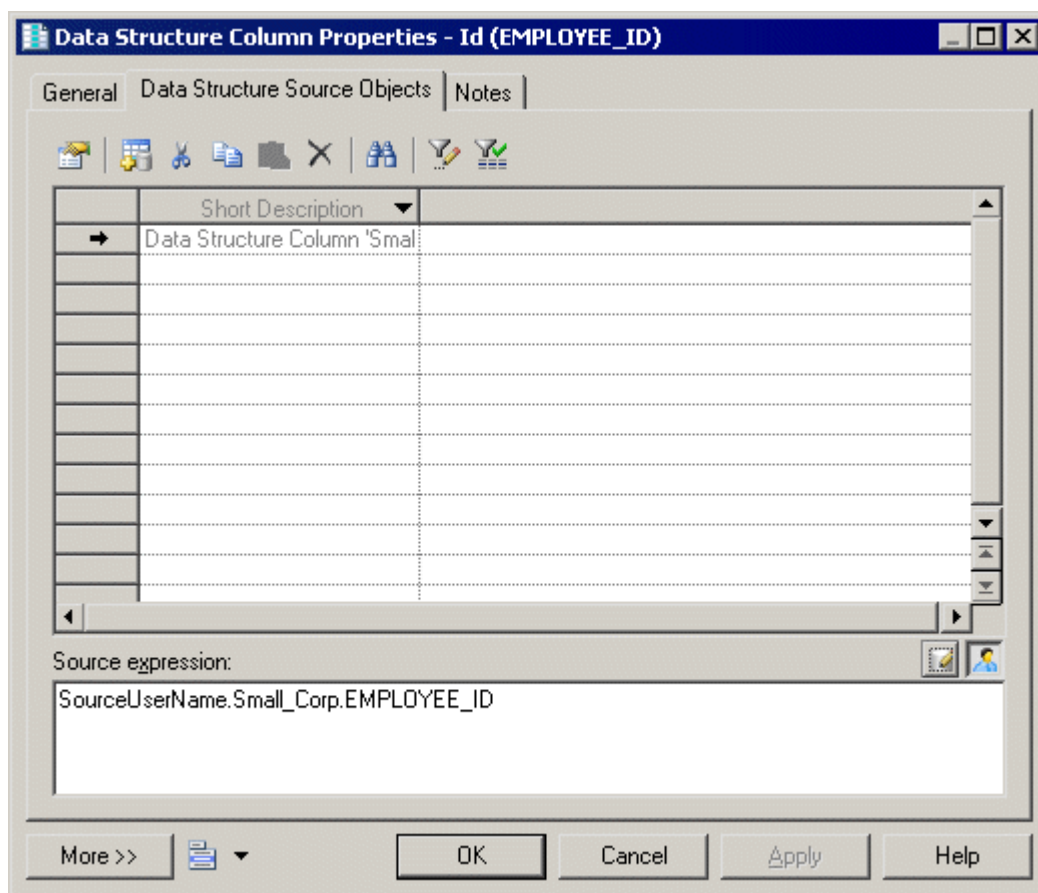 Data Structure Column Properties - Id (EMPLOYEE_ID)
General Data Structure Source Objects Notes
Short Description
Data Structure Column 'Smal
Source expression:
SourceUserName.Small_Corp.EMPLOYEE_ID
More >> OK Cancel Apply Help